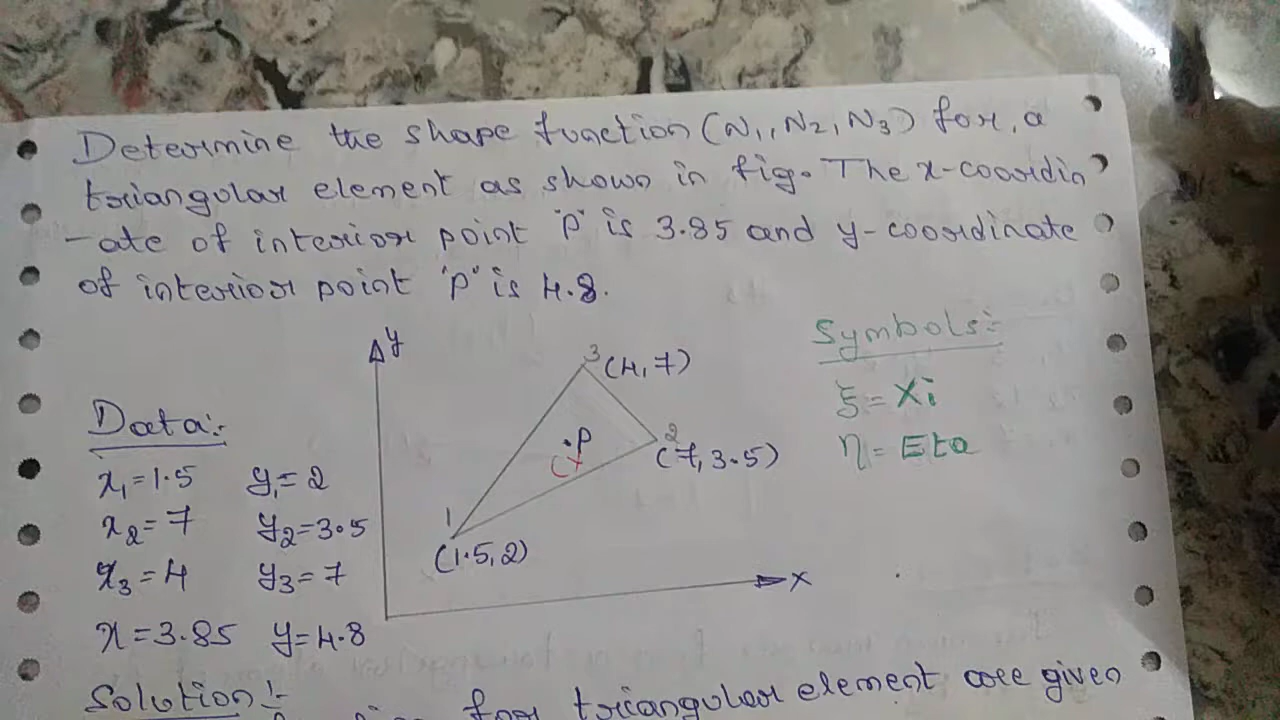 Determine the shape function (N₁, N₂, N₃) for, a
triangular element as shown in fig. The x-coordin
-ate of interior point "P" is 3.85 and y-coordinate
of interior point 'P' is 4.8.
Symbols:-
ξ = Xi
η = Eta
y
3 (4, 7)
.P
2
(7, 3.5)
1
(1.5, 2)
x
Data:-
x₁ = 1.5 y₁ = 2
x₂ = 7 y₂ = 3.5
x₃ = 4 y₃ = 7
x = 3.85 y = 4.8
Solution:-
for triangular element are given